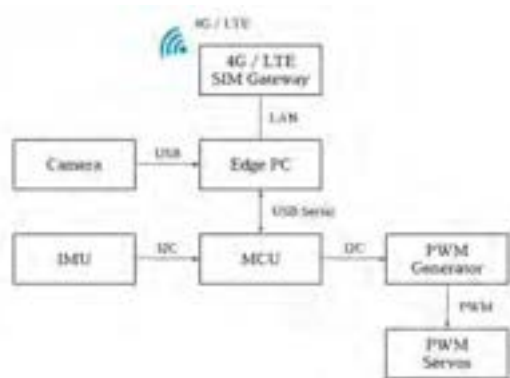 4G / LTE
4G / LTE
SIM Gateway
LAN
Camera
USB
Edge PC
USB Serial
IMU
I2C
MCU
I2C
PWM
Generator
PWM
PWM
Servos